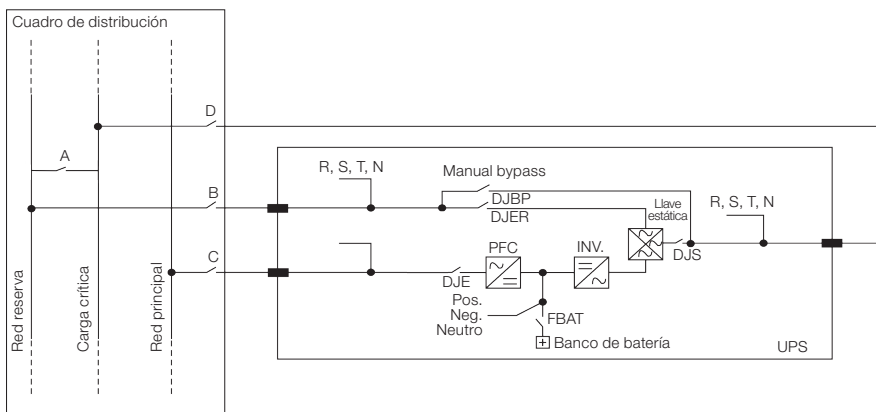 Cuadro de distribución
D
A
B
C
Red reserva
Carga crítica
Red principal
R, S, T, N
Manual bypass
DJBP
DJER
Llave
estática
R, S, T, N
DJS
PFC
INV.
DJE
Pos.
Neg.
Neutro
FBAT
Banco de batería
UPS